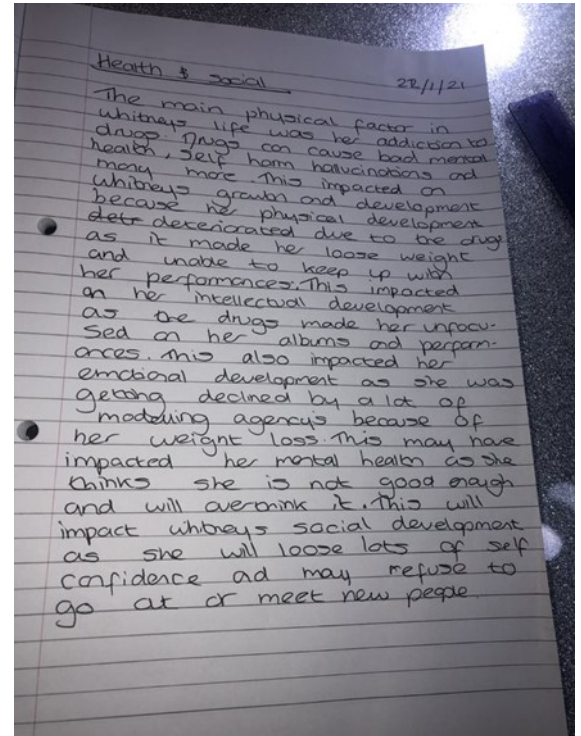 Health & social 22/1/21
The main physical factor in
whitneys life was her addiction to
drugs. Drugs can cause bad mental
health, self harm hallucinations and
many more. This impacted on
whitneys growth and development
because her physical development
detr deteriorated due to the drugs
as it made her loose weight
and unable to keep up with
her performances. This impacted
on her intellectual development
as the drugs made her unfocu-
sed on her albums and perform-
ances. This also impacted her
emotional development as she was
getting declined by a lot of
modeling agencys because of
her weight loss. This may have
impacted her mental health as she
thinks she is not good enough
and will overthink it. This will
impact whitneys social development
as she will loose lots of self
confidence ad may refuse to
go out or meet new people